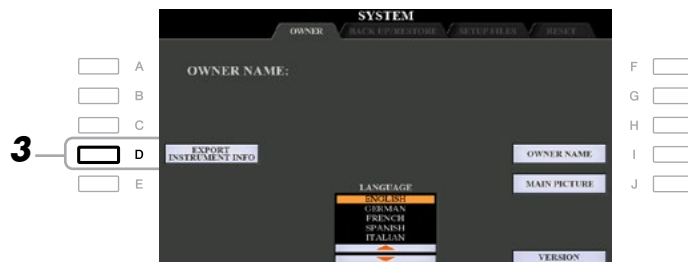 SYSTEM
OWNER BACK UP/RESTORE SETUP FILES RESET
A OWNER NAME: F
B G
C H
3 D EXPORT INSTRUMENT INFO OWNER NAME I
E MAIN PICTURE J
LANGUAGE
ENGLISH
GERMAN
FRENCH
SPANISH
ITALIAN
VERSION